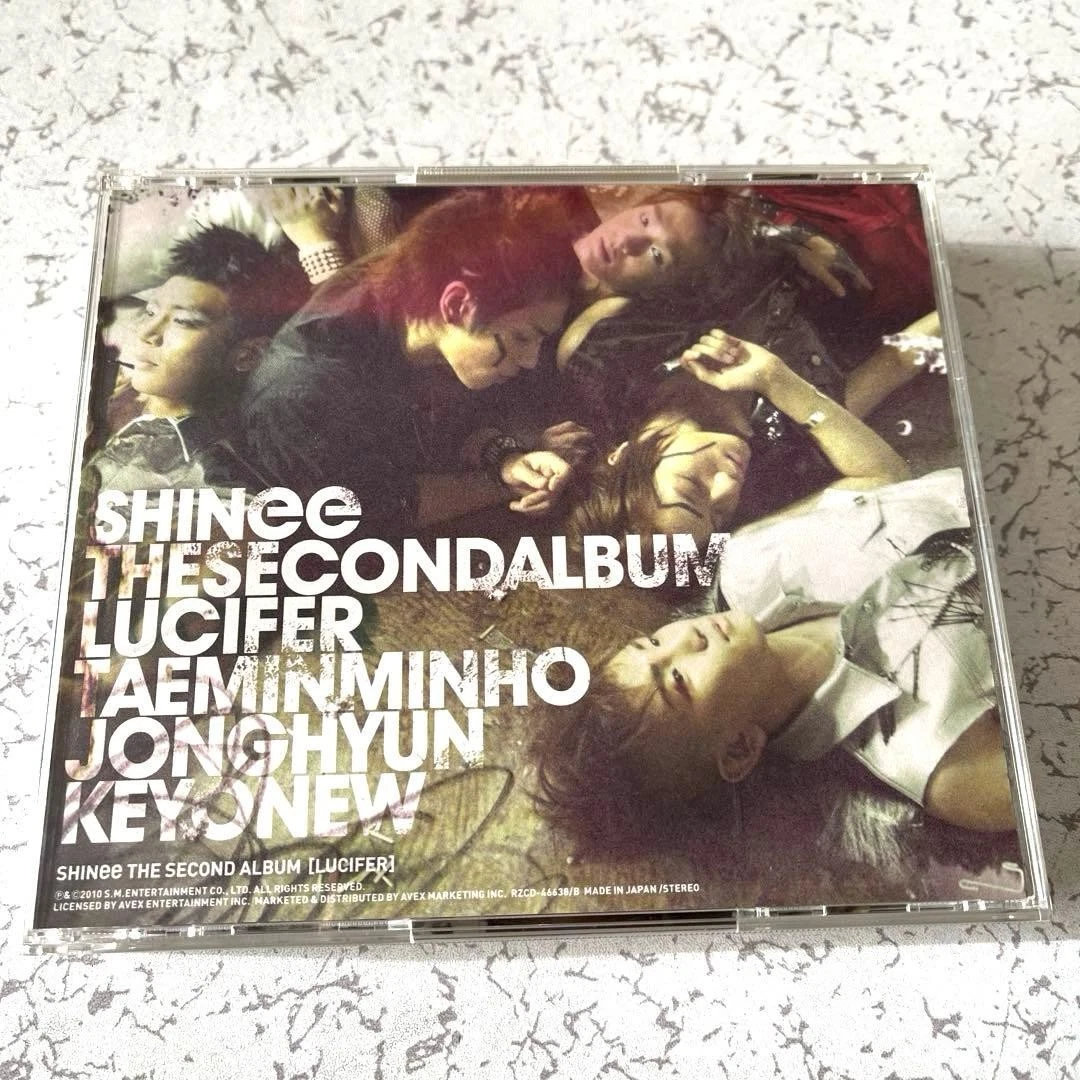 SHINee
THESECONDALBUM
LUCIFER
TAEMINMINHO
JONGHYUN
KEYONEW
SHINee THE SECOND ALBUM [LUCIFER]
℗&©2010 S.M.ENTERTAINMENT CO., LTD. ALL RIGHTS RESERVED.
LICENSED BY AVEX ENTERTAINMENT INC. MARKETED & DISTRIBUTED BY AVEX MARKETING INC. RZCD-46638/B MADE IN JAPAN /STEREO